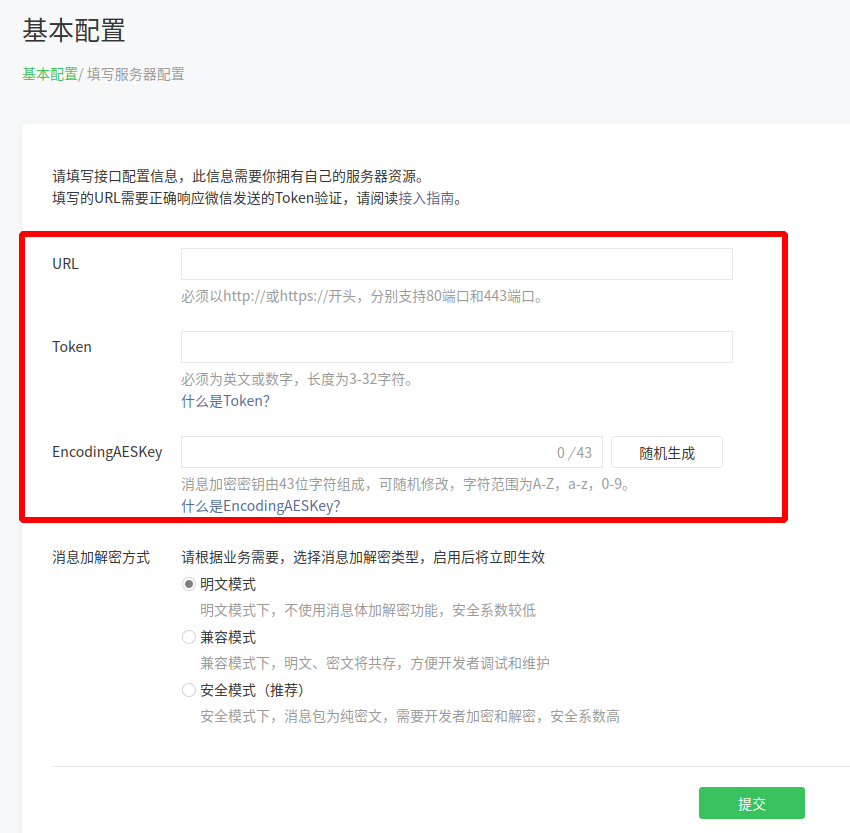 基本配置
基本配置/ 填写服务器配置
请填写接口配置信息，此信息需要你拥有自己的服务器资源。
填写的URL需要正确响应微信发送的Token验证，请阅读接入指南。
URL
必须以http://或https://开头，分别支持80端口和443端口。
Token
必须为英文或数字，长度为3-32字符。
什么是Token?
EncodingAESKey 0 /43 随机生成
消息加密密钥由43位字符组成，可随机修改，字符范围为A-Z，a-z，0-9。
什么是EncodingAESKey?
消息加解密方式 请根据业务需要，选择消息加解密类型，启用后将立即生效
明文模式
明文模式下，不使用消息体加解密功能，安全系数较低
兼容模式
兼容模式下，明文、密文将共存，方便开发者调试和维护
安全模式（推荐）
安全模式下，消息包为纯密文，需要开发者加密和解密，安全系数高
提交